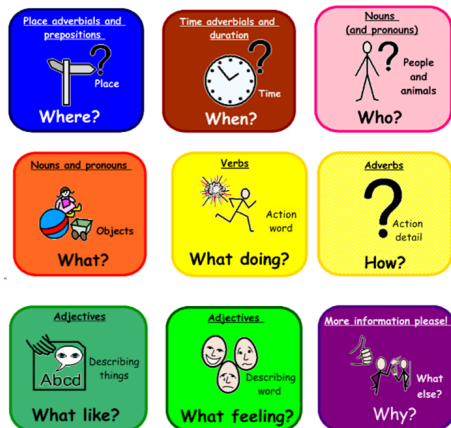 Place adverbials and
prepositions
Place
Where?
Time adverbials and
duration
Time
When?
Nouns
(and pronouns)
People
and
animals
Who?
Nouns and pronouns
Objects
What?
Verbs
Action
word
What doing?
Adverbs
Action
detail
How?
Adjectives
Abcd
Describing
things
What like?
Adjectives
Describing
word
What feeling?
More information please!
What
else?
Why?